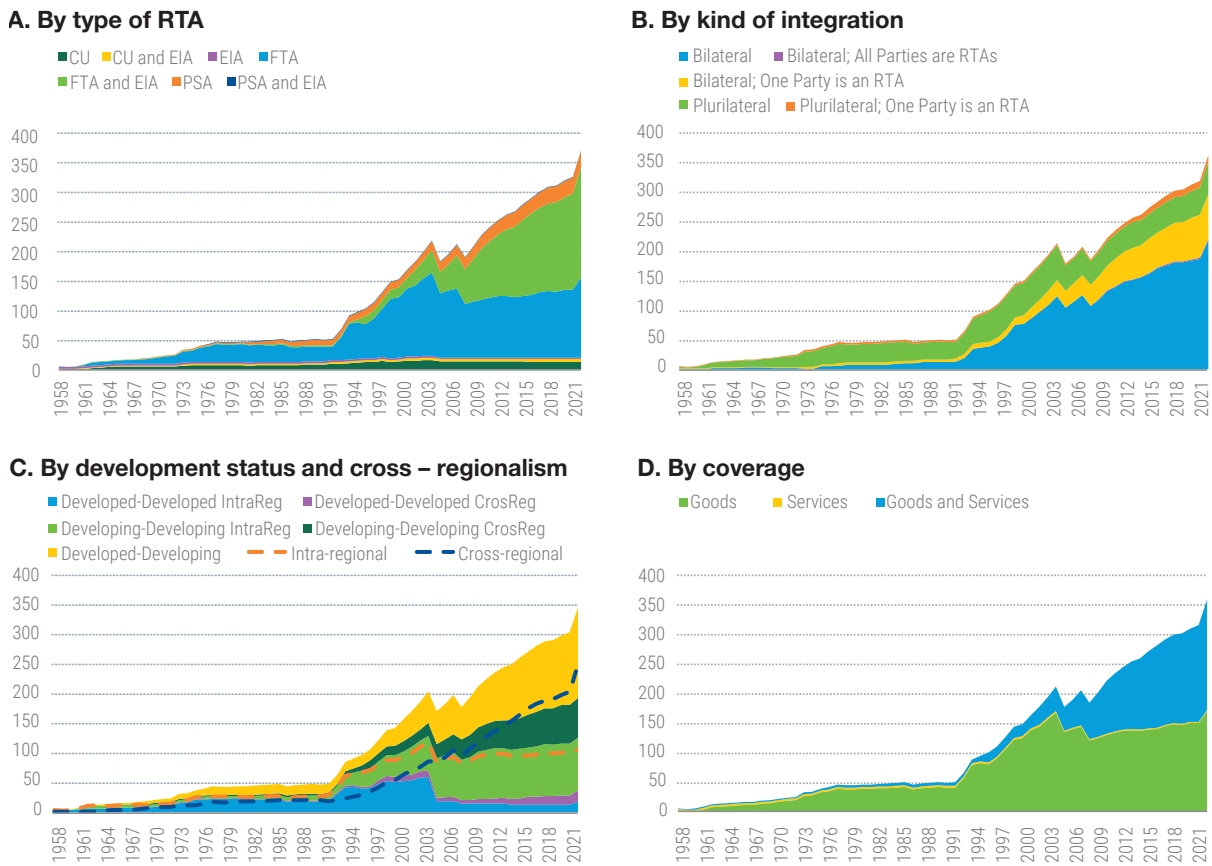 A. By type of RTA
CU CU and EIA EIA FTA
FTA and EIA PSA PSA and EIA
400
350
300
250
200
150
100
50
0
1958 1961 1964 1967 1970 1973 1976 1979 1982 1985 1988 1991 1994 1997 2000 2003 2006 2009 2012 2015 2018 2021
B. By kind of integration
Bilateral Bilateral; All Parties are RTAs
Bilateral; One Party is an RTA
Plurilateral Plurilateral; One Party is an RTA
400
350
300
250
200
150
100
50
0
1958 1961 1964 1967 1970 1973 1976 1979 1982 1985 1988 1991 1994 1997 2000 2003 2006 2009 2012 2015 2018 2021
C. By development status and cross – regionalism
Developed-Developed IntraReg Developed-Developed CrosReg
Developing-Developing IntraReg Developing-Developing CrosReg
Developed-Developing Intra-regional Cross-regional
400
350
300
250
200
150
100
50
0
1958 1961 1964 1967 1970 1973 1976 1979 1982 1985 1988 1991 1994 1997 2000 2003 2006 2009 2012 2015 2018 2021
D. By coverage
Goods Services Goods and Services
400
350
300
250
200
150
100
50
0
1958 1961 1964 1967 1970 1973 1976 1979 1982 1985 1988 1991 1994 1997 2000 2003 2006 2009 2012 2015 2018 2021